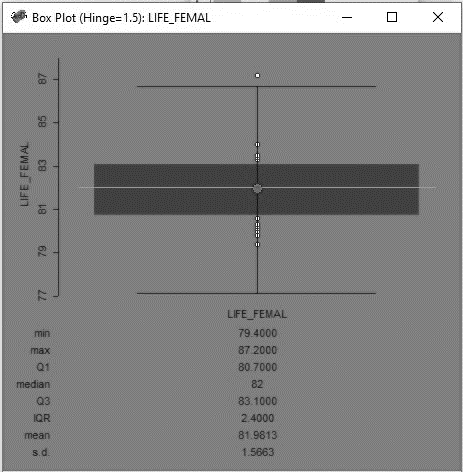 Box Plot (Hinge=1.5): LIFE_FEMAL
87
85
83
81
79
77
LIFE_FEMAL
LIFE_FEMAL
min 79.4000
max 87.2000
Q1 80.7000
median 82
Q3 83.1000
IQR 2.4000
mean 81.9813
s.d. 1.5663